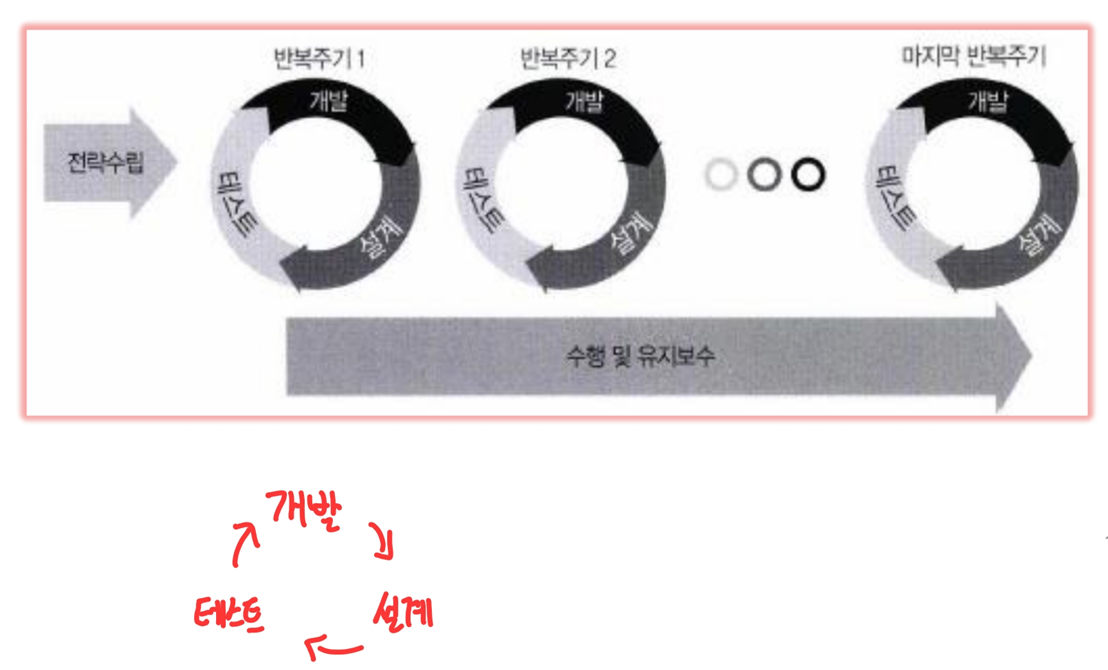 반복주기 1
반복주기 2
마지막 반복주기
전략수립
개발
설계
테스트
개발
설계
테스트
개발
설계
테스트
수행 및 유지보수
개발
설계
테스트